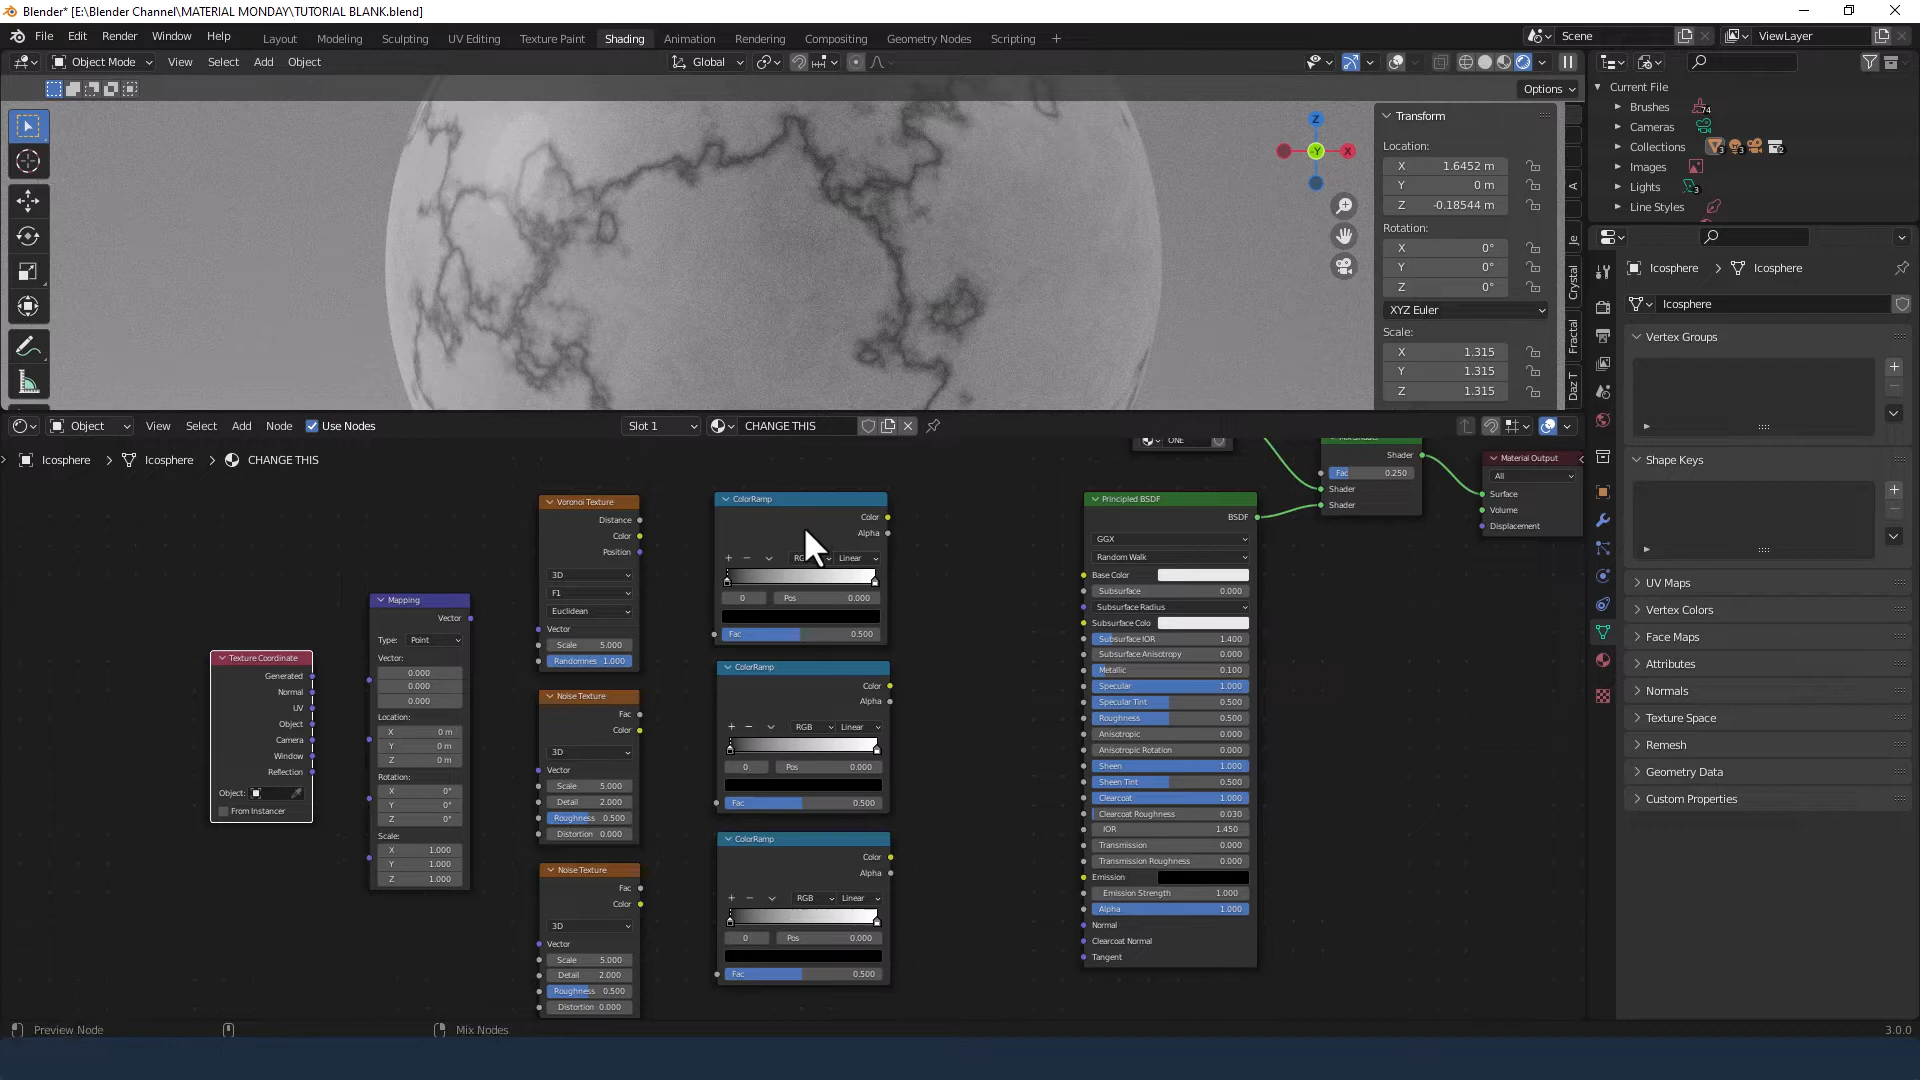 Blender* [E:\Blender Channel\MATERIAL MONDAY\TUTORIAL BLANK.blend]
File Edit Render Window Help Layout Modeling Sculpting UV Editing Texture Paint Shading Animation Rendering Compositing Geometry Nodes Scripting + Scene ViewLayer
Object Mode View Select Add Object Global
Options
Current File
Brushes 74
Cameras
Collections 3 3 2
Images
Lights 3
Line Styles
Transform
Location:
X 1.6452 m
Y 0 m
Z -0.18544 m
Rotation:
X 0°
Y 0°
Z 0°
XYZ Euler
Scale:
X 1.315
Y 1.315
Z 1.315
Z
-Y X
A
Je
Crystal
Fractal
Daz T
Icosphere > Icosphere
Icosphere
Vertex Groups
Shape Keys
UV Maps
Vertex Colors
Face Maps
Attributes
Normals
Texture Space
Remesh
Geometry Data
Custom Properties
Object View Select Add Node Use Nodes Slot 1 CHANGE THIS
Icosphere > Icosphere > CHANGE THIS
Texture Coordinate
Generated
Normal
UV
Object
Camera
Window
Reflection
Object:
From Instancer
Mapping
Vector
Type: Point
Vector:
0.000
0.000
0.000
Location:
X 0 m
Y 0 m
Z 0 m
Rotation:
X 0°
Y 0°
Z 0°
Scale:
X 1.000
Y 1.000
Z 1.000
Voronoi Texture
Distance
Color
Position
3D
F1
Euclidean
Vector
Scale 5.000
Randomnes 1.000
Noise Texture
Fac
Color
3D
Vector
Scale 5.000
Detail 2.000
Roughness 0.500
Distortion 0.000
Noise Texture
Fac
Color
3D
Vector
Scale 5.000
Detail 2.000
Roughness 0.500
Distortion 0.000
ColorRamp
Color
Alpha
Linear
0 Pos 0.000
Fac 0.500
ColorRamp
Color
Alpha
RGB Linear
0 Pos 0.000
Fac 0.500
ColorRamp
Color
Alpha
RGB Linear
0 Pos 0.000
Fac 0.500
Principled BSDF
BSDF
GGX
Random Walk
Base Color
Subsurface 0.000
Subsurface Radius
Subsurface Colo
Subsurface IOR 1.400
Subsurface Anisotropy 0.000
Metallic 0.100
Specular 1.000
Specular Tint 0.500
Roughness 0.500
Anisotropic 0.000
Anisotropic Rotation 0.000
Sheen 1.000
Sheen Tint 0.500
Clearcoat 1.000
Clearcoat Roughness 0.030
IOR 1.450
Transmission 0.000
Transmission Roughness 0.000
Emission
Emission Strength 1.000
Alpha 1.000
Normal
Clearcoat Normal
Tangent
ONE
Mix Shader
Shader
Fac 0.250
Shader
Shader
Material Output
All
Surface
Volume
Displacement
Preview Node Mix Nodes 3.0.0